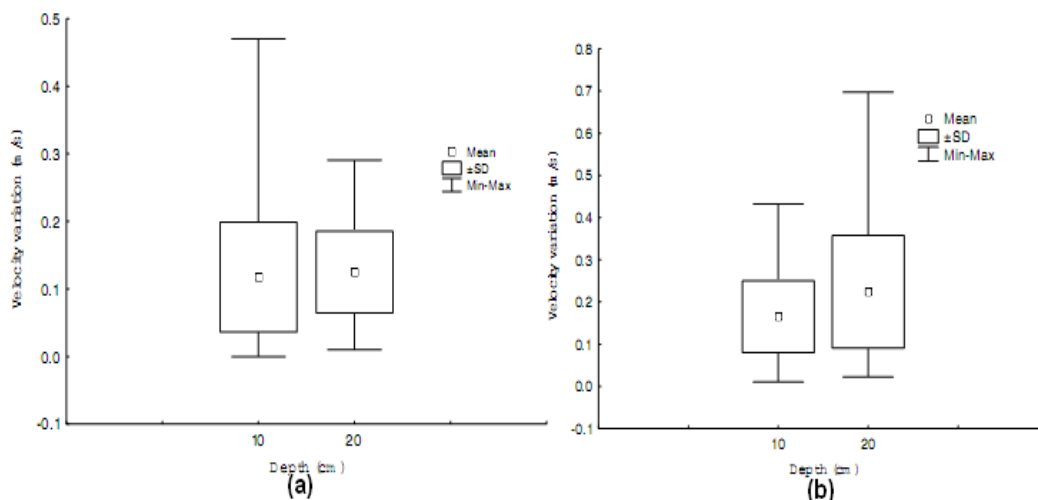 0.5
0.4
0.3
0.2
0.1
0.0
-0.1
Velocity variation (m/s)
Mean
±SD
Min-Max
10
20
Depth (cm)
(a)
0.8
0.7
0.6
0.5
0.4
0.3
0.2
0.1
0.0
-0.1
Velocity variation (m/s)
Mean
±SD
Min-Max
10
20
Depth (cm)
(b)